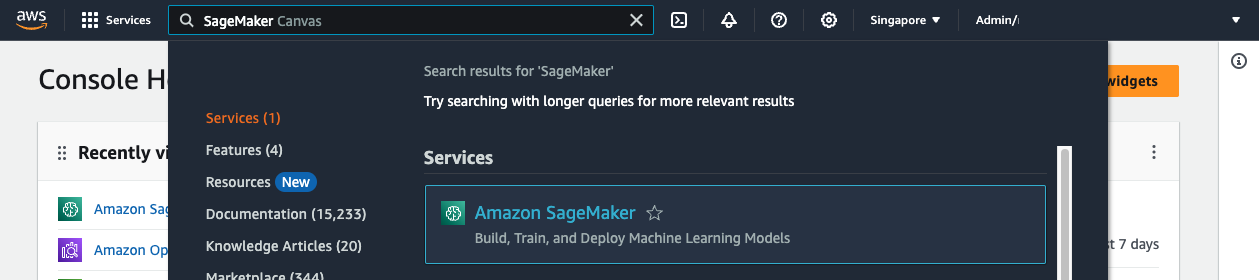 aws Services SageMaker Canvas Singapore Admin/
Console H
widgets
Search results for 'SageMaker'
Try searching with longer queries for more relevant results
Services (1)
Features (4)
Resources New
Documentation (15,233)
Knowledge Articles (20)
Marketplace (344)
Services
Amazon SageMaker
Build, Train, and Deploy Machine Learning Models
Recently vi
Amazon Sag
Amazon Op
st 7 days